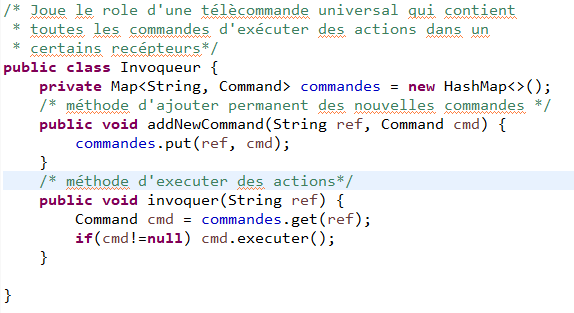 /* Joue le role d'une télècommande universal qui contient
 * toutes les commandes d'exécuter des actions dans un
 * certains recépteurs*/
public class Invoqueur {
    private Map<String, Command> commandes = new HashMap<>();
    /* méthode d'ajouter permanent des nouvelles commandes */
    public void addNewCommand(String ref, Command cmd) {
        commandes.put(ref, cmd);
    }
    /* méthode d'executer des actions*/
    public void invoquer(String ref) {
        Command cmd = commandes.get(ref);
        if(cmd!=null) cmd.executer();
    }
}